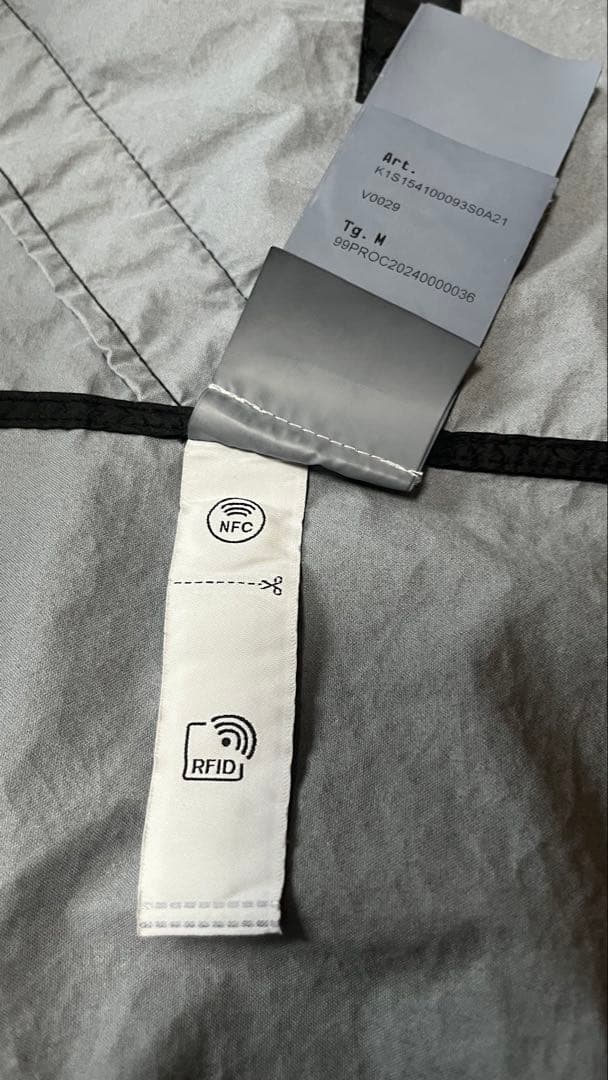 Art.
K1S154100093S0A21
V0029
Tg. M
99PROC20240000036
NFC
RFID